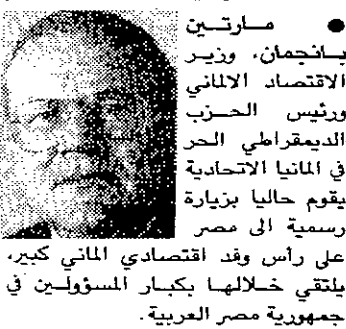 ● مارتين
بانجمان، وزير
الاقتصاد الالماني
ورئيس الحزب
الديمقراطي الحر
في المانيا الاتحادية
يقوم حاليا بزيارة
رسمية الى مصر
على رأس وفد اقتصادي الماني كبير،
يلتقي خلالها بكبار المسؤولين في
جمهورية مصر العربية.